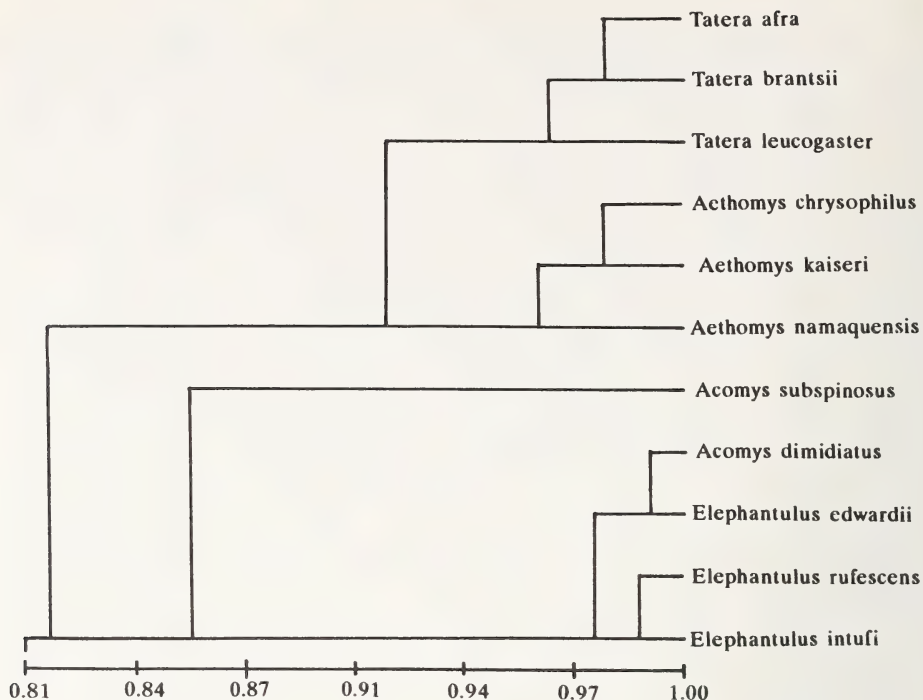 Tatera afra
Tatera brantsii
Tatera leucogaster
Aethomys chrysophilus
Aethomys kaiseri
Aethomys namaquensis
Acomys subspinosus
Acomys dimidiatus
Elephantulus edwardii
Elephantulus rufescens
Elephantulus intufi
0.81 0.84 0.87 0.91 0.94 0.97 1.00